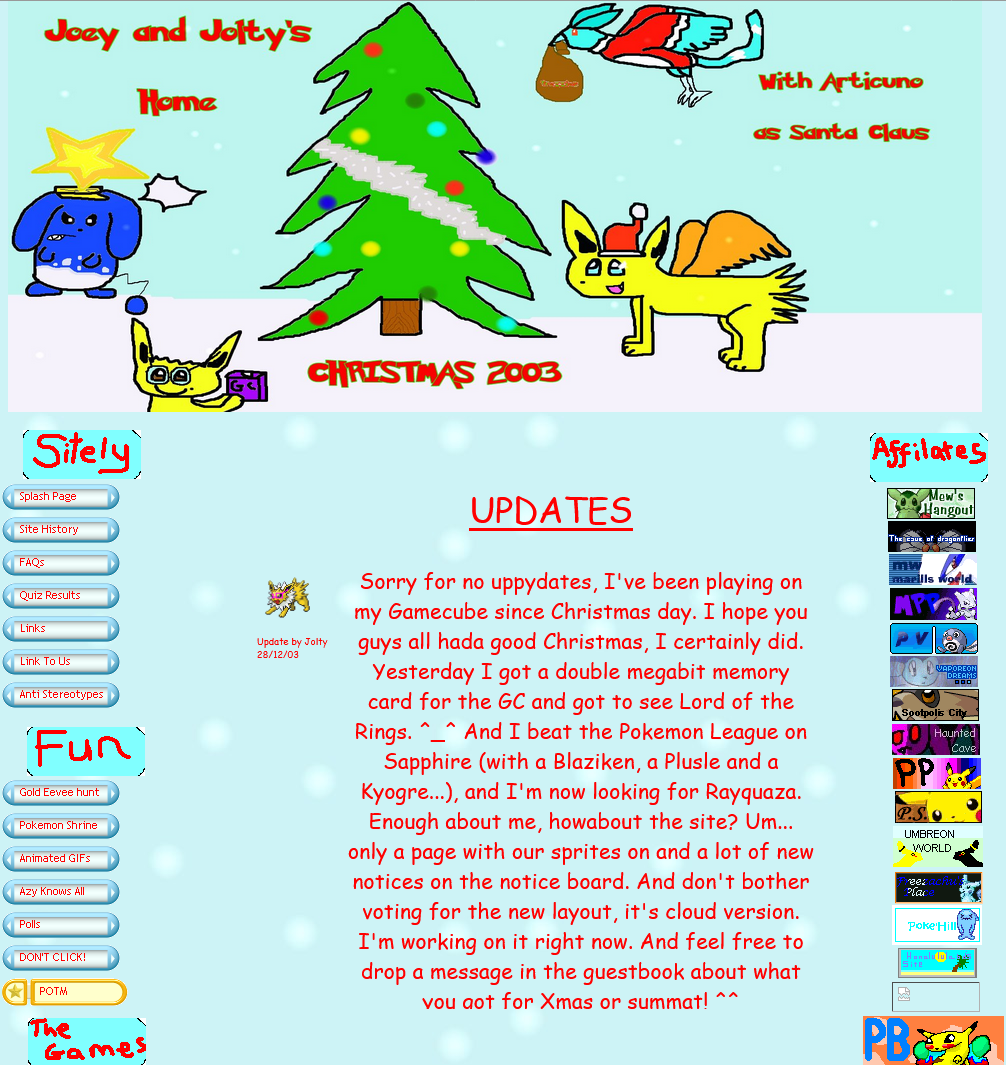 Joey and Jolty's
Home
With Articuno
as Santa Claus
GC
CHRISTMAS 2003
Sitely
Splash Page
Site History
FAQs
Quiz Results
Links
Link To Us
Anti Stereotypes
Fun
Gold Eevee hunt
Pokemon Shrine
Animated GIFs
Azy Knows All
Polls
DON'T CLICK!
POTM
The
Games
UPDATES
Update by Jolty
28/12/03
Sorry for no uppydates, I've been playing on
my Gamecube since Christmas day. I hope you
guys all hada good Christmas, I certainly did.
Yesterday I got a double megabit memory
card for the GC and got to see Lord of the
Rings. ^_^ And I beat the Pokemon League on
Sapphire (with a Blaziken, a Plusle and a
Kyogre...), and I'm now looking for Rayquaza.
Enough about me, howabout the site? Um...
only a page with our sprites on and a lot of new
notices on the notice board. And don't bother
voting for the new layout, it's cloud version.
I'm working on it right now. And feel free to
drop a message in the guestbook about what
you got for Xmas or summat! ^^
Affilates
Mew's
Hangout
mw
marills world
MPP
PV
VAPOREON
DREAMS
Sootpolis City
Haunted
Cave
PP
P.S.
UMBREON
WORLD
PokeHill
Site
PB